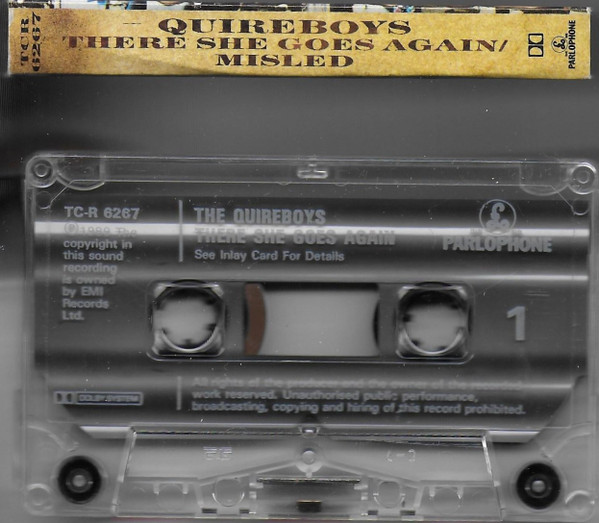 TCR
6267
QUIREBOYS
THERE SHE GOES AGAIN/
MISLED
PARLOPHONE
TC-R 6267
Ⓟ1989 The
copyright in
this sound
recording
is owned
by EMI
Records
Ltd.
THE QUIREBOYS
THERE SHE GOES AGAIN
See Inlay Card For Details
PARLOPHONE
1
DOLBY SYSTEM
All rights of the producer and the owner of the recorded
work reserved. Unauthorised public performance,
broadcasting, copying and hiring of this record prohibited.